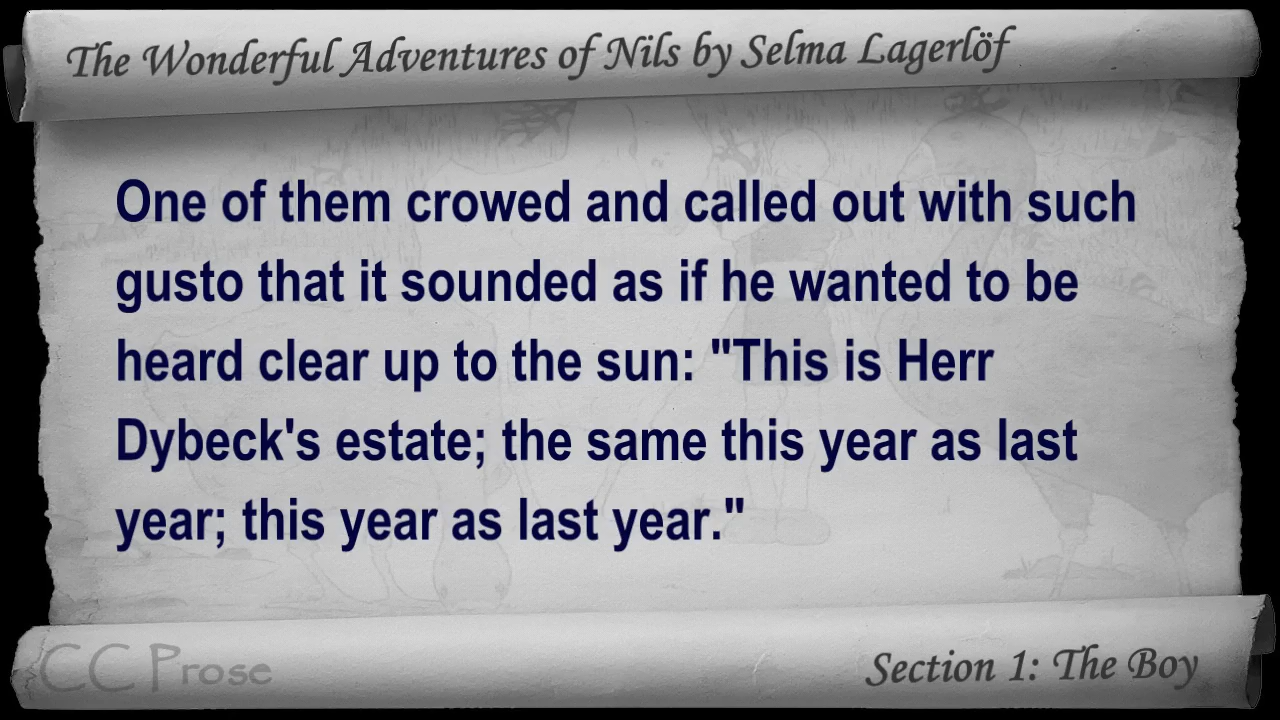 The Wonderful Adventures of Nils by Selma Lagerlöf
One of them crowed and called out with such
gusto that it sounded as if he wanted to be
heard clear up to the sun: "This is Herr
Dybeck's estate; the same this year as last
year; this year as last year."
CC Prose
Section 1: The Boy